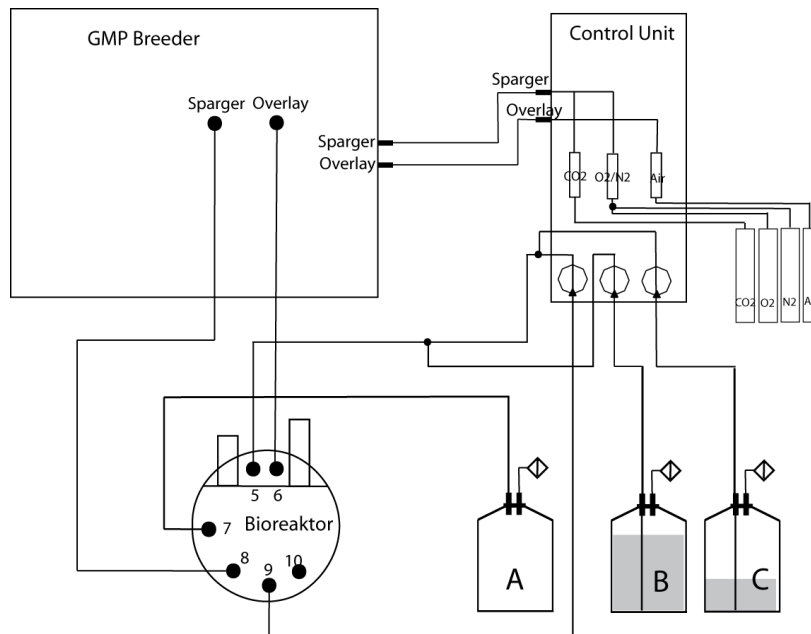 GMP Breeder
Control Unit
Sparger
Overlay
Sparger Overlay
Sparger
Overlay
CO2
O2/N2
Air
CO2
O2
N2
A
5
6
7
Bioreaktor
8
9
10
A
B
C